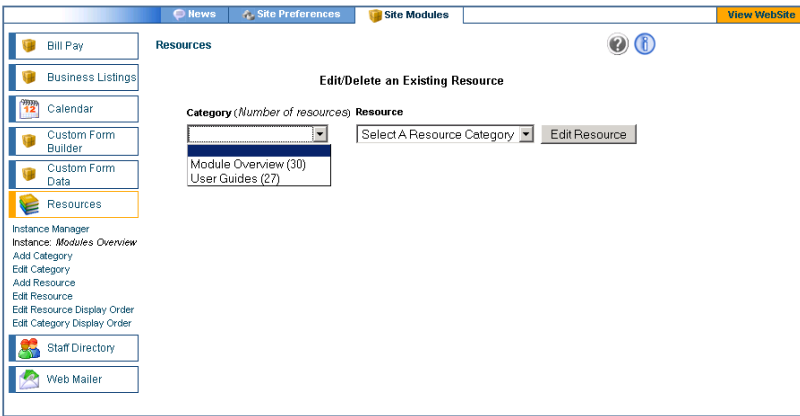 News
Site Preferences
Site Modules
View WebSite
Bill Pay
Business Listings
12 Calendar
Custom Form
Builder
Custom Form
Data
Resources
Instance Manager
Instance: Modules Overview
Add Category
Edit Category
Add Resource
Edit Resource
Edit Resource Display Order
Edit Category Display Order
Staff Directory
Web Mailer
Resources
? i
Edit/Delete an Existing Resource
Category (Number of resources) Resource
Select A Resource Category Edit Resource
Module Overview (30)
User Guides (27)